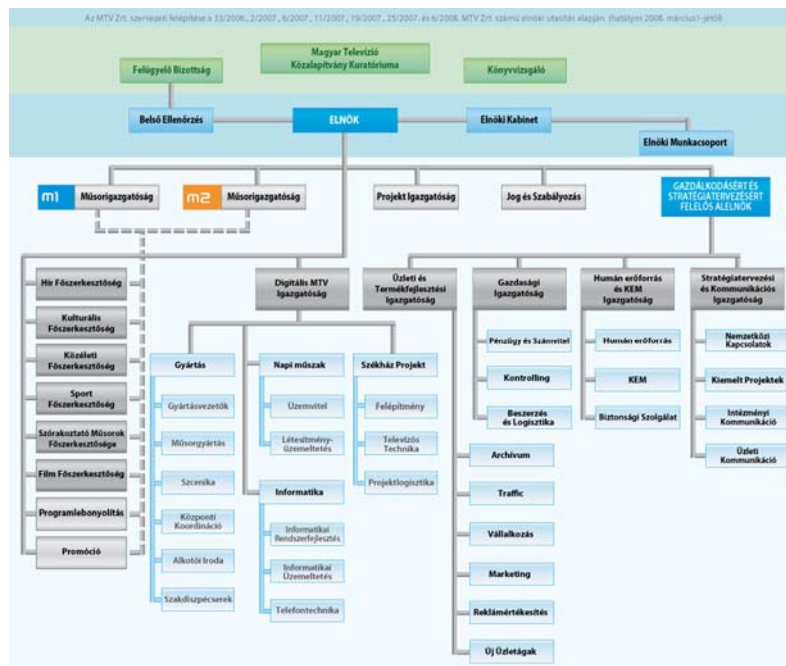 Az MTV Zrt. szervezeti felépítése a 33/2006., 2/2007., 6/2007., 11/2007., 19/2007., 25/2007. és 6/2008. MTV Zrt. számú elnöki utasítás alapján (hatályos 2008. március1-jétől)
Magyar Televízió
Közalapítvány Kuratóriuma
Felügyelő Bizottság
Könyvvizsgáló
Belső Ellenőrzés
ELNÖK
Elnöki Kabinet
Elnöki Munkacsoport
m1 Műsorigazgatóság
m2 Műsorigazgatóság
Projekt Igazgatóság
Jog és Szabályozás
GAZDÁLKODÁSÉRT ÉS
STRATÉGIATERVEZÉSÉRT
FELELŐS ALELNÖK
Hír Főszerkesztőség
Kulturális
Főszerkesztőség
Közéleti
Főszerkesztőség
Sport
Főszerkesztőség
Szórakoztató Műsorok
Főszerkesztősége
Film Főszerkesztőség
Programlebonyolítás
Promóció
Digitális MTV
Igazgatóság
Gyártás
Gyártásvezetők
Műsorgyártás
Szcenika
Központi
Koordináció
Alkotói Iroda
Szakdiszpécserek
Napi műszak
Üzemvitel
Létesítmény-
üzemeltetés
Informatika
Informatikai
Rendszerfejlesztés
Informatikai
Üzemeltetés
Telefontechnika
Székház Projekt
Felépítmény
Televíziós
Technika
Projektlogisztika
Üzleti és
Termékfejlesztési
Igazgatóság
Archívum
Traffic
Vállalkozás
Marketing
Reklámértékesítés
Új Üzletágak
Gazdasági
Igazgatóság
Pénzügy és Számvitel
Kontrolling
Beszerzés
és Logisztika
Humán erőforrás
és KEM
Igazgatóság
Humán erőforrás
KEM
Biztonsági Szolgálat
Stratégiatervezési
és Kommunikációs
Igazgatóság
Nemzetközi
Kapcsolatok
Kiemelt Projektek
Intézményi
Kommunikáció
Üzleti
Kommunikáció